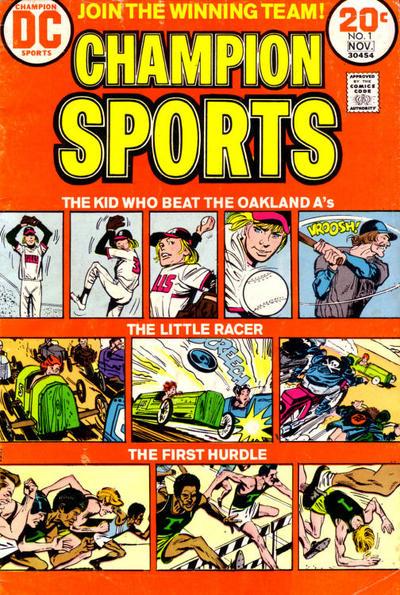 CHAMPION
DC
SPORTS
JOIN THE WINNING TEAM!
20¢
NO. 1
NOV.
30454
APPROVED
BY THE
COMICS
CODE
AUTHORITY
CHAMPION
SPORTS
THE KID WHO BEAT THE OAKLAND A's
VROOSH!
THE LITTLE RACER
THE FIRST HURDLE